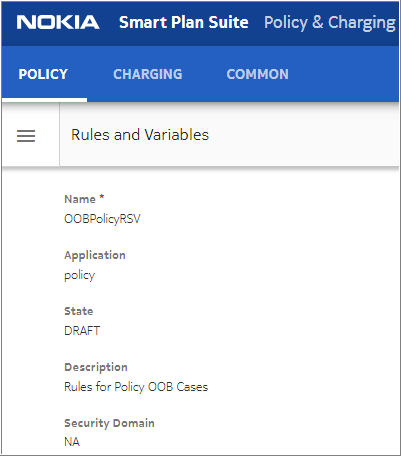 NOKIA Smart Plan Suite Policy & Charging
POLICY CHARGING COMMON
Rules and Variables
Name *
OOBPolicyRSV
Application
policy
State
DRAFT
Description
Rules for Policy OOB Cases
Security Domain
NA